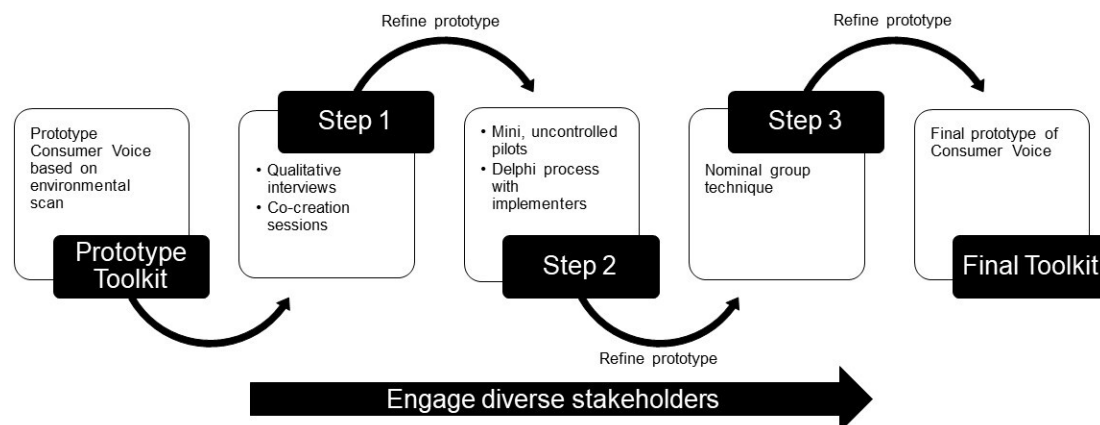 Refine prototype
Refine prototype
Prototype
Consumer Voice
based on
environmental
scan
Prototype
Toolkit
Step 1
• Qualitative
interviews
• Co-creation
sessions
• Mini, uncontrolled
pilots
• Delphi process
with
implementers
Step 2
Step 3
Nominal group
technique
Final prototype of
Consumer Voice
Final Toolkit
Refine prototype
Engage diverse stakeholders